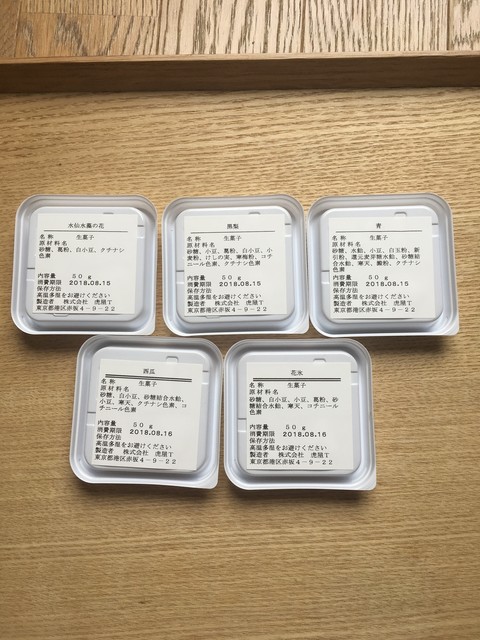 水仙水藻の花
名称 生菓子
原材料名
砂糖、葛粉、白小豆、クチナシ
色素
内容量 50g
消費期限 2018.08.15
保存方法
高温多湿をお避けください
製造者 株式会社 虎屋T
東京都港区赤坂4-9-22
黒梨
名称 生菓子
原材料名
砂糖、小豆、葛粉、白小豆、小
麦粉、けしの実、寒梅粉、コチ
ニール色素、クチナシ色素
内容量 50g
消費期限 2018.08.15
保存方法
高温多湿をお避けください
製造者 株式会社 虎屋T
東京都港区赤坂4-9-22
青
名称 生菓子
原材料名
砂糖、水飴、小豆、白玉粉、新
引粉、還元麦芽糖水飴、砂糖結
合水飴、寒天、澱粉、クチナシ
色素
内容量 50g
消費期限 2018.08.15
保存方法
高温多湿をお避けください
製造者 株式会社 虎屋T
東京都港区赤坂4-9-22
西瓜
名称 生菓子
原材料名
砂糖、白小豆、砂糖結合水飴、
小豆、寒天、クチナシ色素、コ
チニール色素
内容量 50g
消費期限 2018.08.16
保存方法
高温多湿をお避けください
製造者 株式会社 虎屋T
東京都港区赤坂4-9-22
花氷
名称 生菓子
原材料名
砂糖、白小豆、小豆、葛粉、砂
糖結合水飴、寒天、コチニール
色素
内容量 50g
消費期限 2018.08.16
保存方法
高温多湿をお避けください
製造者 株式会社 虎屋T
東京都港区赤坂4-9-22